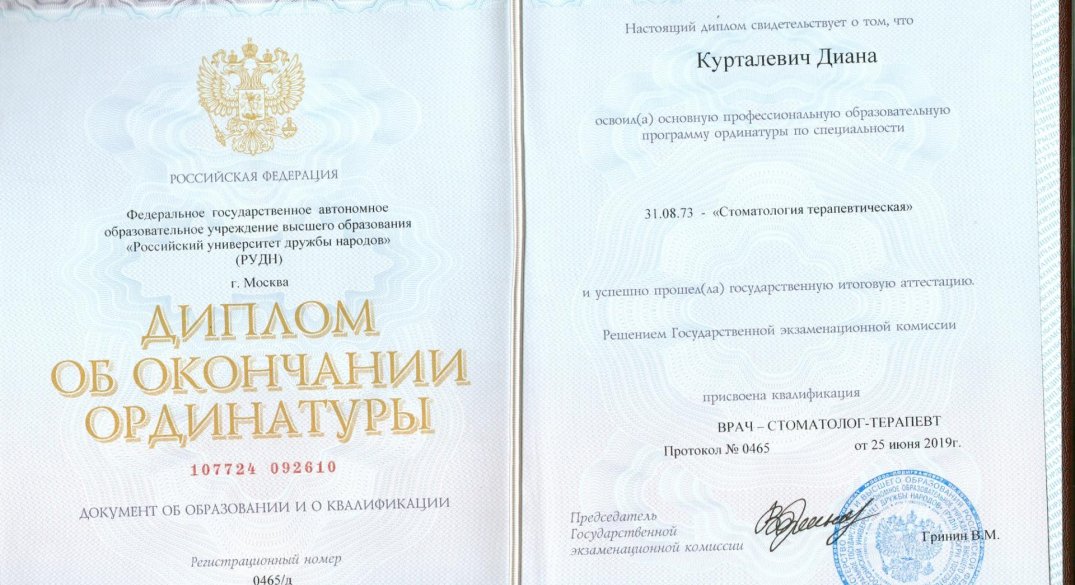 РОССИЙСКАЯ ФЕДЕРАЦИЯ
Федеральное государственное автономное
образовательное учреждение высшего образования
«Российский университет дружбы народов»
(РУДН)
г. Москва
ДИПЛОМ
ОБ ОКОНЧАНИИ
ОРДИНАТУРЫ
107724 092610
ДОКУМЕНТ ОБ ОБРАЗОВАНИИ И О КВАЛИФИКАЦИИ
Регистрационный номер
0465/д
Настоящий диплом свидетельствует о том, что
Курталевич Диана
освоил(а) основную профессиональную образовательную
программу ординатуры по специальности
31.08.73 - «Стоматология терапевтическая»
и успешно прошел(ла) государственную итоговую аттестацию.
Решением Государственной экзаменационной комиссии
присвоена квалификация
ВРАЧ – СТОМАТОЛОГ-ТЕРАПЕВТ
Протокол № 0465 от 25 июня 2019г.
Председатель
Государственной
экзаменационной комиссии
Гринин В.М.